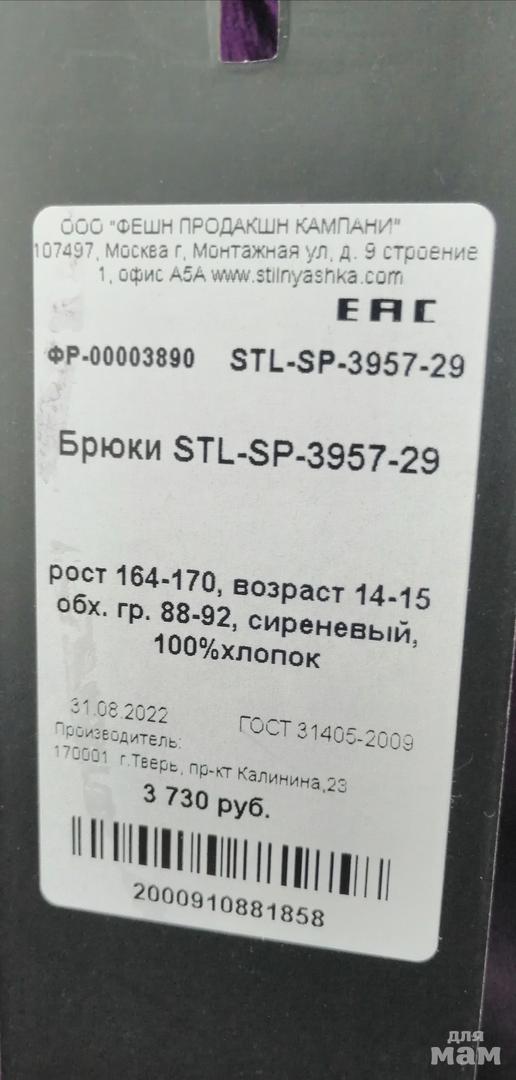 ООО "ФЕШН ПРОДАКШН КАМПАНИ"
107497, Москва г, Монтажная ул, д. 9 строение
1, офис А5А www.stilnyashka.com
ЕАС
ФР-00003890 STL-SP-3957-29
Брюки STL-SP-3957-29
рост 164-170, возраст 14-15
обх. гр. 88-92, сиреневый,
100%хлопок
31.08.2022 ГОСТ 31405-2009
Производитель:
170001 г.Тверь, пр-кт Калинина,23
3 730 руб.
2000910881858
для
мам